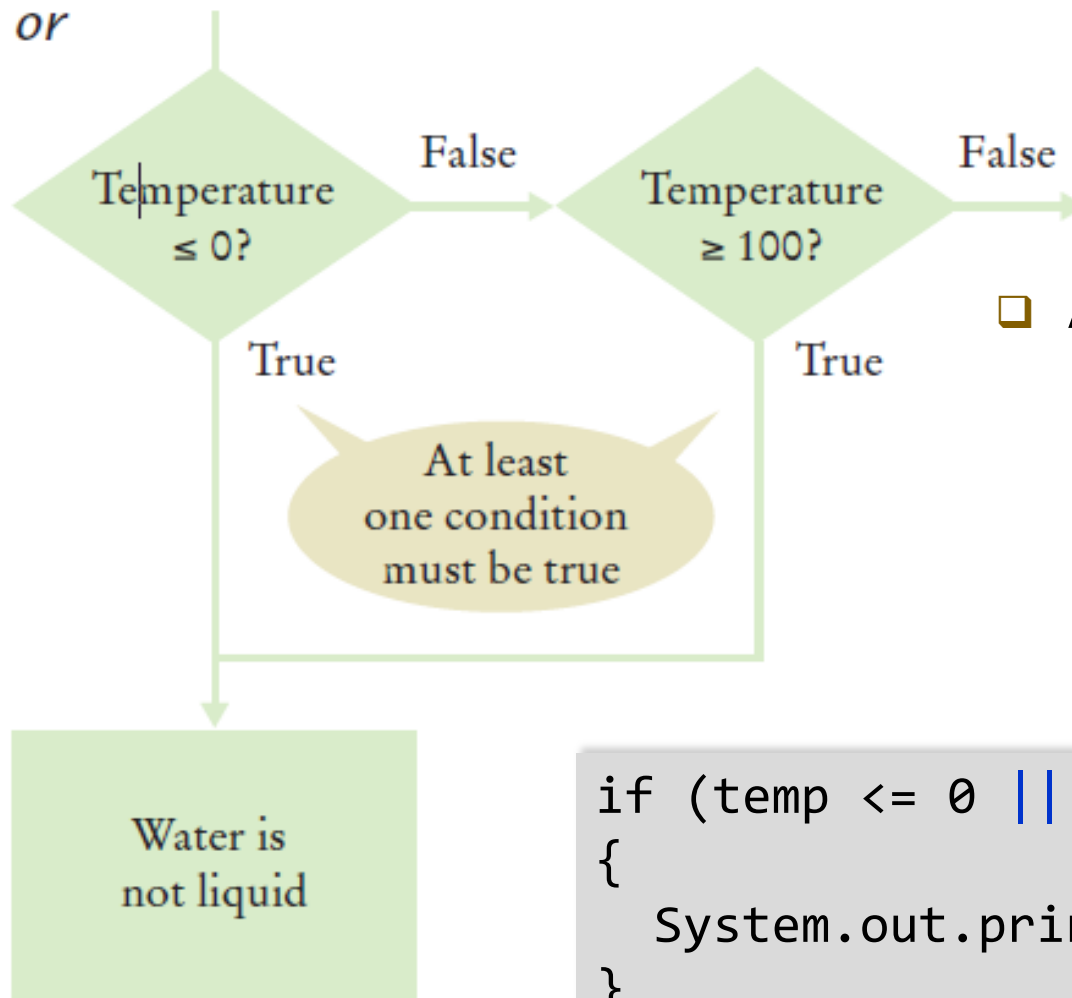 or
False
False
Temperature
≤ 0?
Temperature
≥ 100?
True
True
At least
one condition
must be true
Water is
not liquid
if (temp <= 0 ||
{
System.out.prin
}